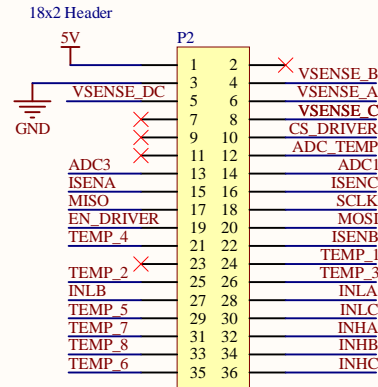 18x2 Header
5V
P2
1 2
3 4 VSENSE_B
VSENSE_DC 5 6 VSENSE_A
GND
7 8 VSENSE_C
9 10 CS_DRIVER
11 12 ADC_TEMP
ADC3 13 14 ADC1
ISENA 15 16 ISENC
MISO 17 18 SCLK
EN_DRIVER 19 20 MOSI
TEMP_4 21 22 ISENB
23 24 TEMP_1
TEMP_2 25 26 TEMP_3
INLB 27 28 INLA
TEMP_5 29 30 INLC
TEMP_7 31 32 INHA
TEMP_8 33 34 INHB
TEMP_6 35 36 INHC